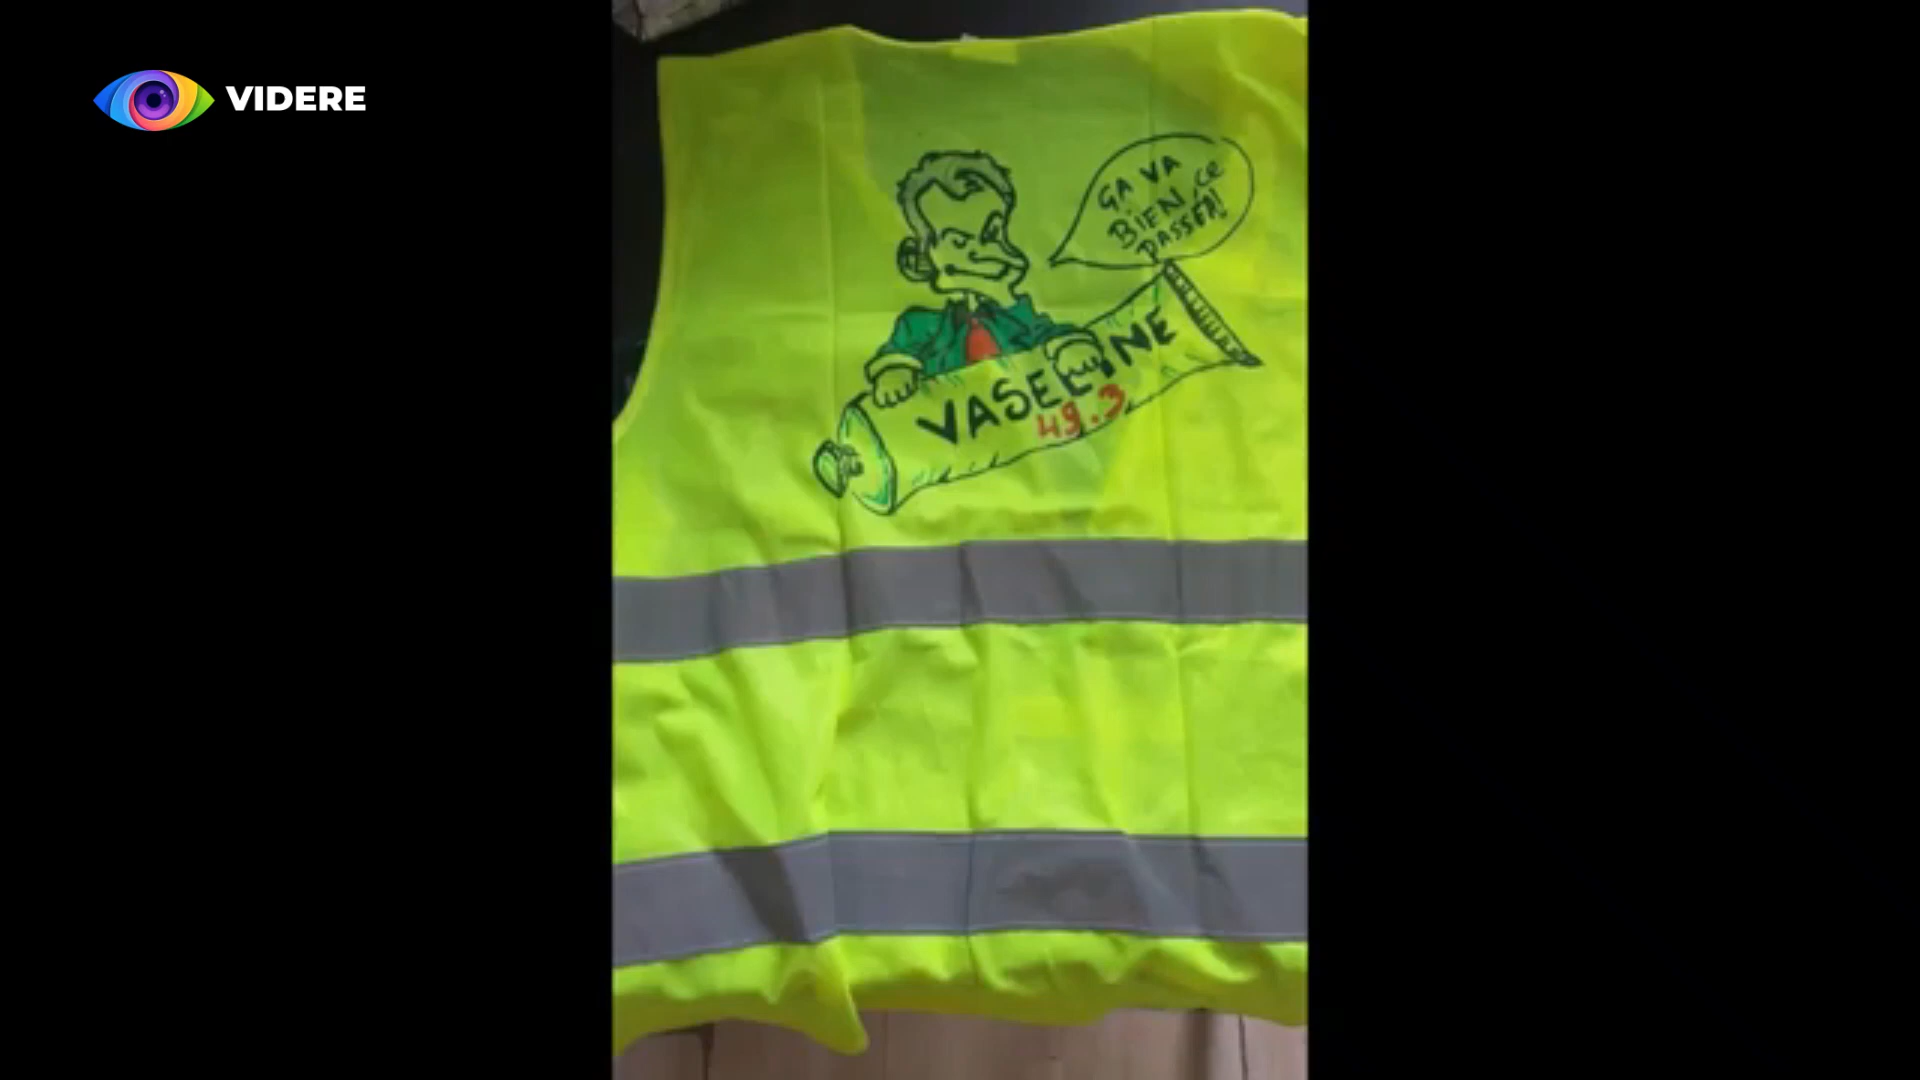 VIDERE
ÇA VA
BIEN ce
PASSER!
VASELINE
49.3